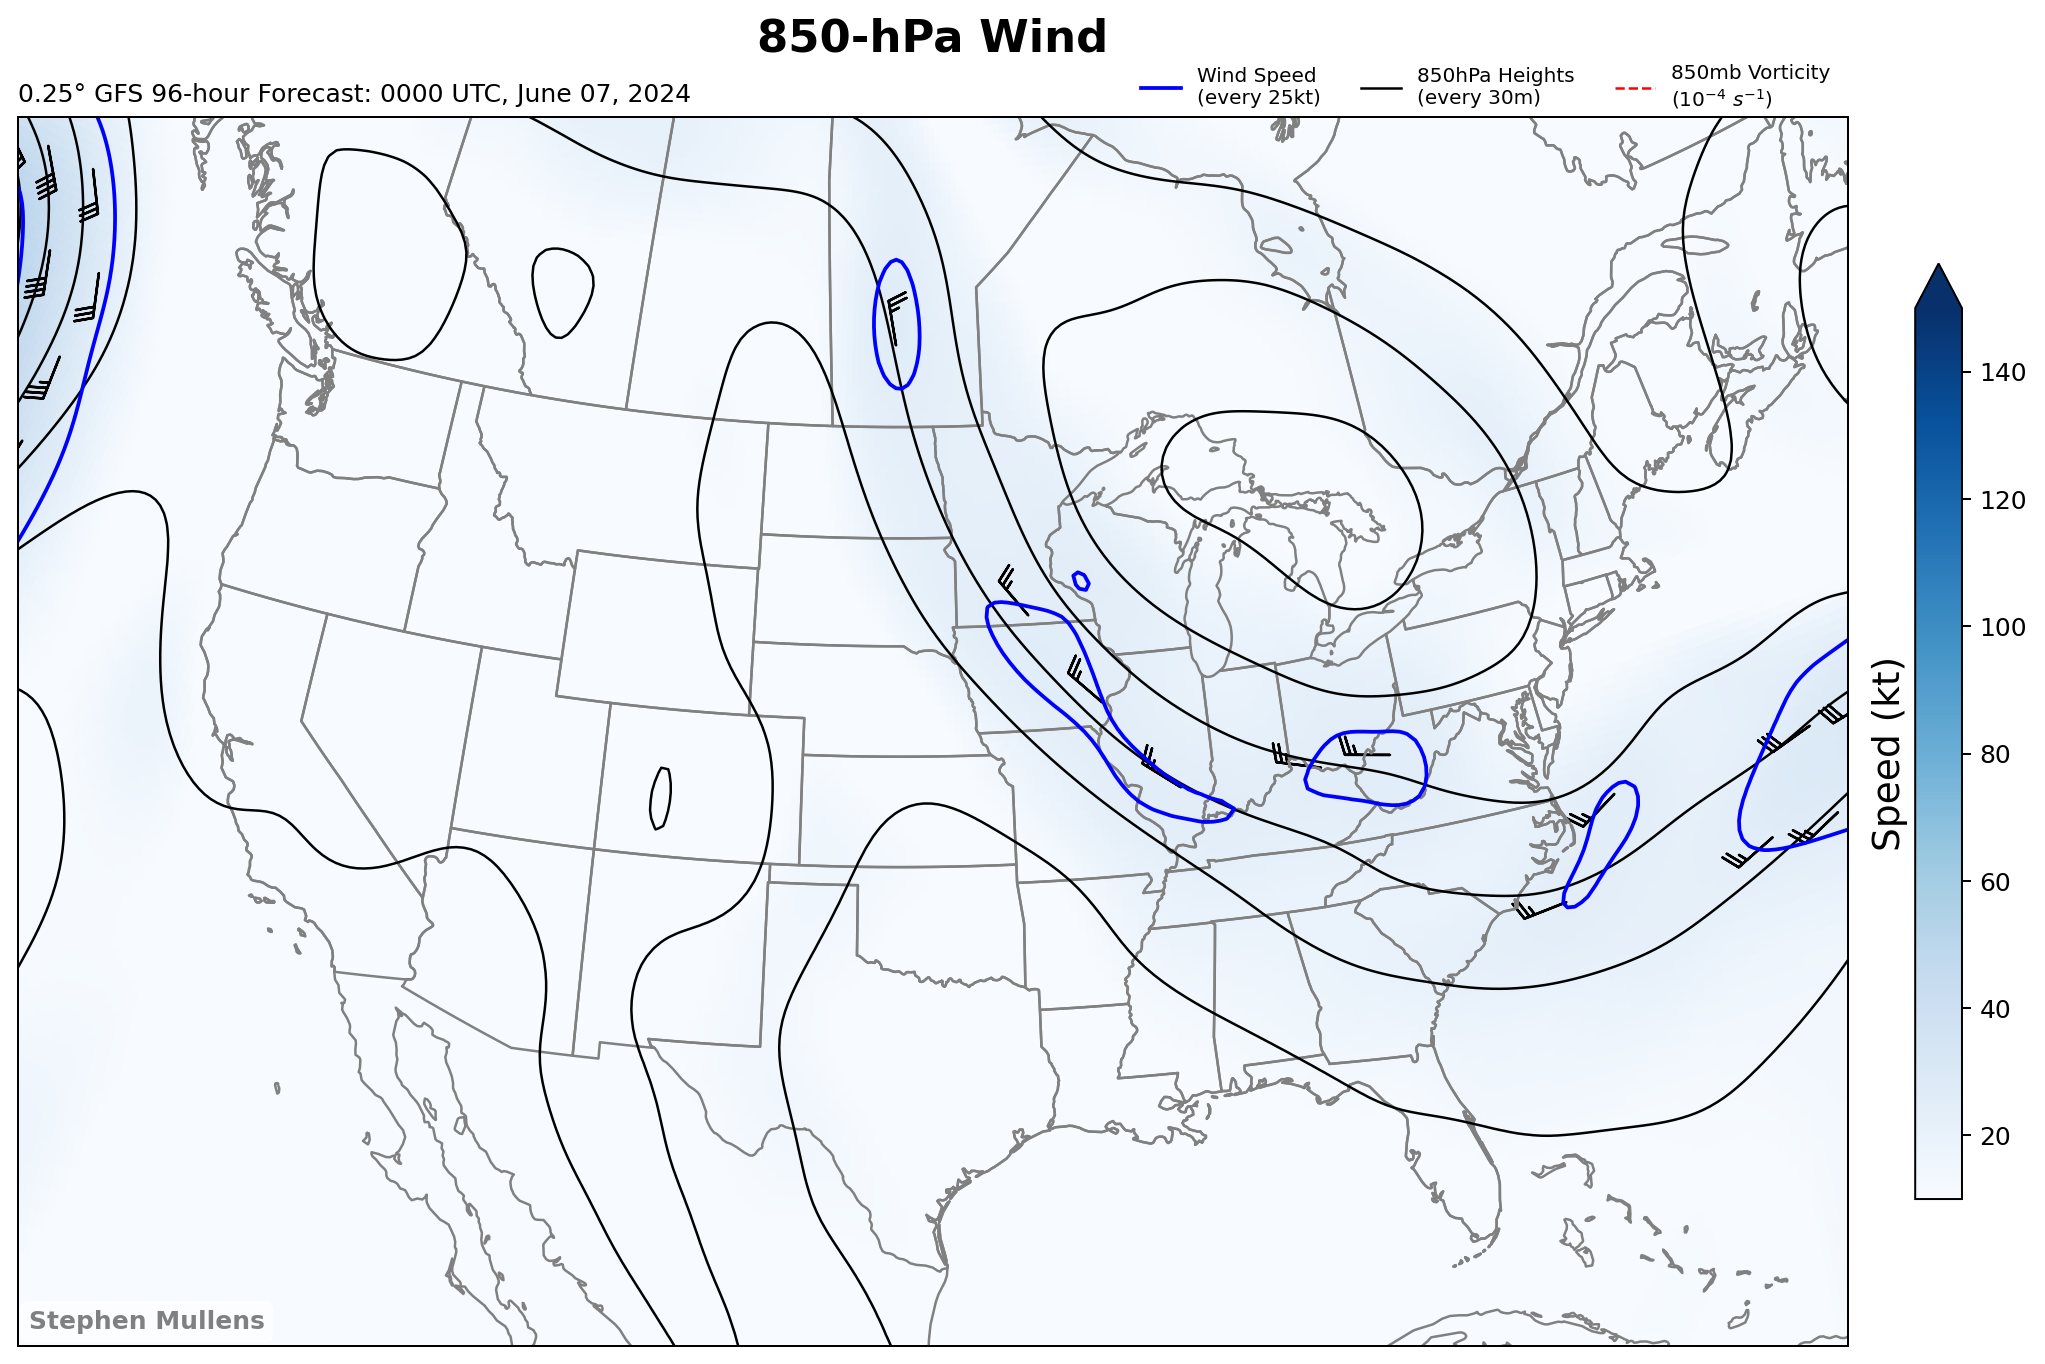 850-hPa Wind
0.25° GFS 96-hour Forecast: 0000 UTC, June 07, 2024
Wind Speed
(every 25kt)
850hPa Heights
(every 30m)
850mb Vorticity
(10⁻⁴ s⁻¹)
140
120
100
80
60
40
20
Speed (kt)
Stephen Mullens